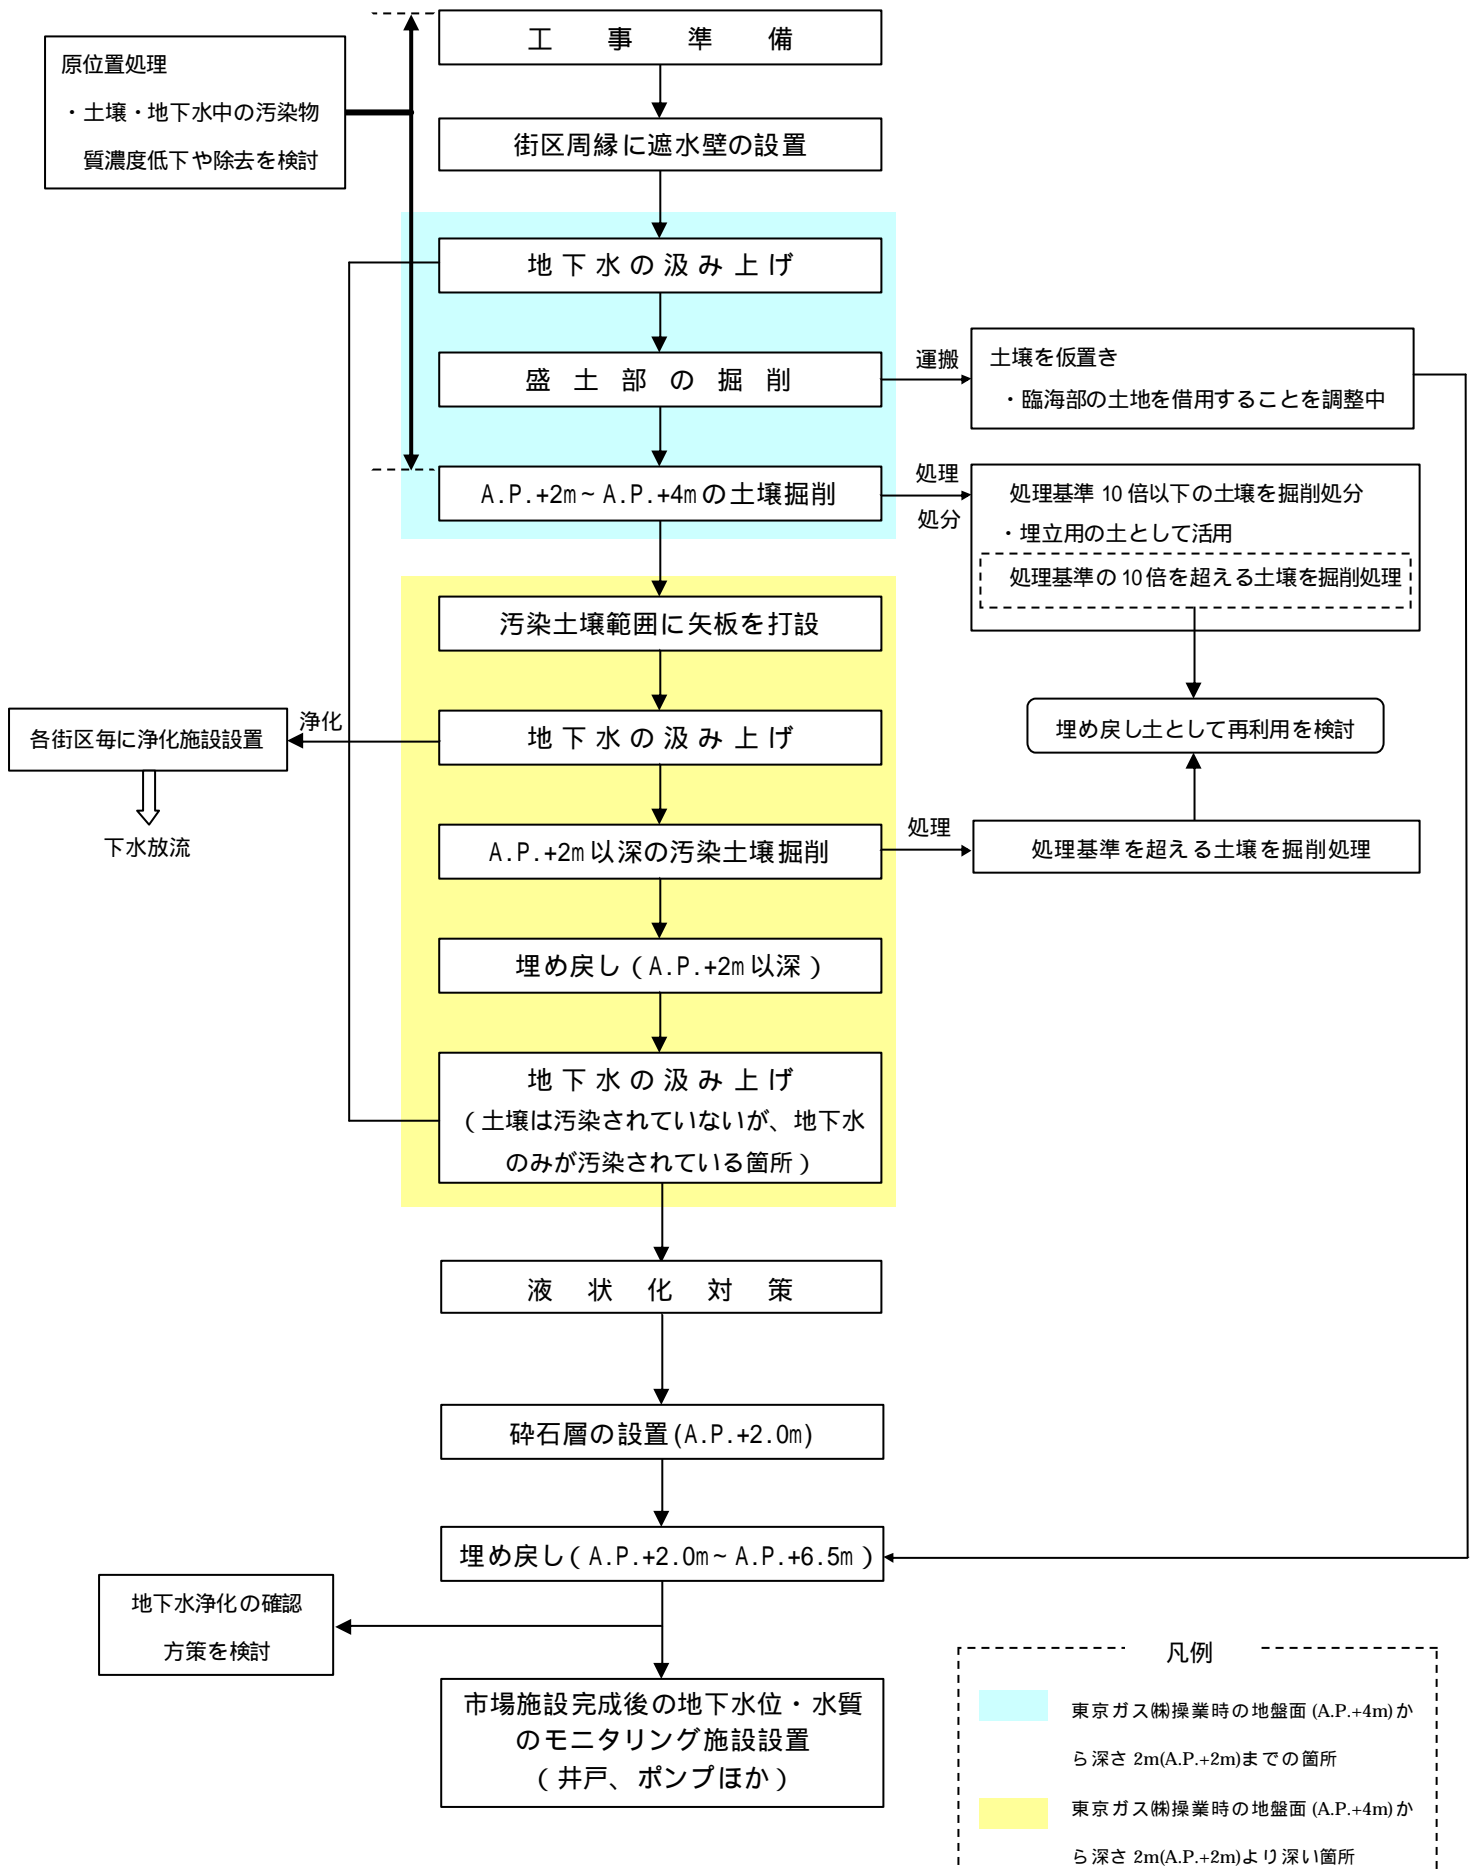 工事準備
原位置処理
・土壌・地下水中の汚染物
質濃度低下や除去を検討
街区周縁に遮水壁の設置
地下水の汲み上げ
盛土部の掘削
運搬
土壌を仮置き
・臨海部の土地を借用することを調整中
A.P.+2m~A.P.+4mの土壌掘削
処理
処分
処理基準10倍以下の土壌を掘削処分
・埋立用の土として活用
処理基準の10倍を超える土壌を掘削処理
汚染土壌範囲に矢板を打設
地下水の汲み上げ
浄化
各街区毎に浄化施設設置
下水放流
埋め戻し土として再利用を検討
A.P.+2m以深の汚染土壌掘削
処理
処理基準を超える土壌を掘削処理
埋め戻し(A.P.+2m以深)
地下水の汲み上げ
(土壌は汚染されていないが、地下水
のみが汚染されている箇所)
液状化対策
砕石層の設置(A.P.+2.0m)
埋め戻し(A.P.+2.0m~A.P.+6.5m)
地下水浄化の確認
方策を検討
市場施設完成後の地下水位・水質
のモニタリング施設設置
(井戸、ポンプほか)
凡例
東京ガス㈱操業時の地盤面(A.P.+4m)か
ら深さ2m(A.P.+2m)までの箇所
東京ガス㈱操業時の地盤面(A.P.+4m)か
ら深さ2m(A.P.+2m)より深い箇所